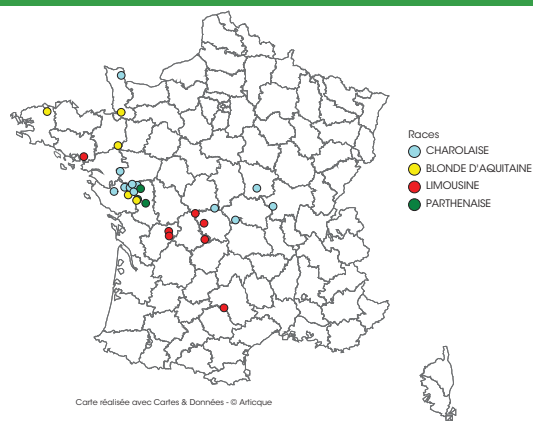 Races
CHAROLAISE
BLONDE D'AQUITAINE
LIMOUSINE
PARTHENAISE
Carte réalisée avec Cartes & Données - © Articque